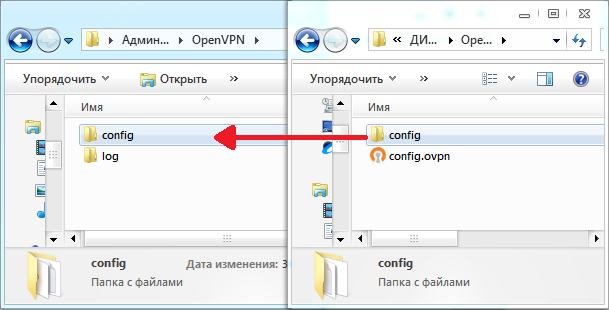 Админ... OpenVPN
Упорядочить Открыть »
Имя
config
log
config
Дата изменения: 3
Папка с файлами
« ДИ... Ope...
Упорядочить »
Имя
config
config.ovpn
config
Папка с файлами